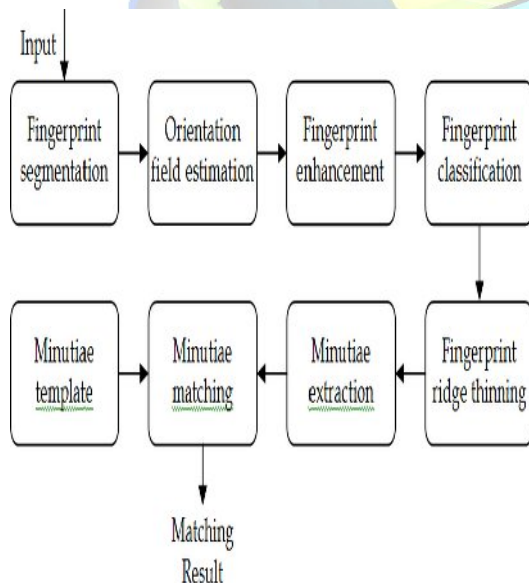 Input
Fingerprint
segmentation
Orientation
field estimation
Fingerprint
enhancement
Fingerprint
classification
Minutiae
template
Minutiae
matching
Minutiae
extraction
Fingerprint
ridge thinning
Matching
Result